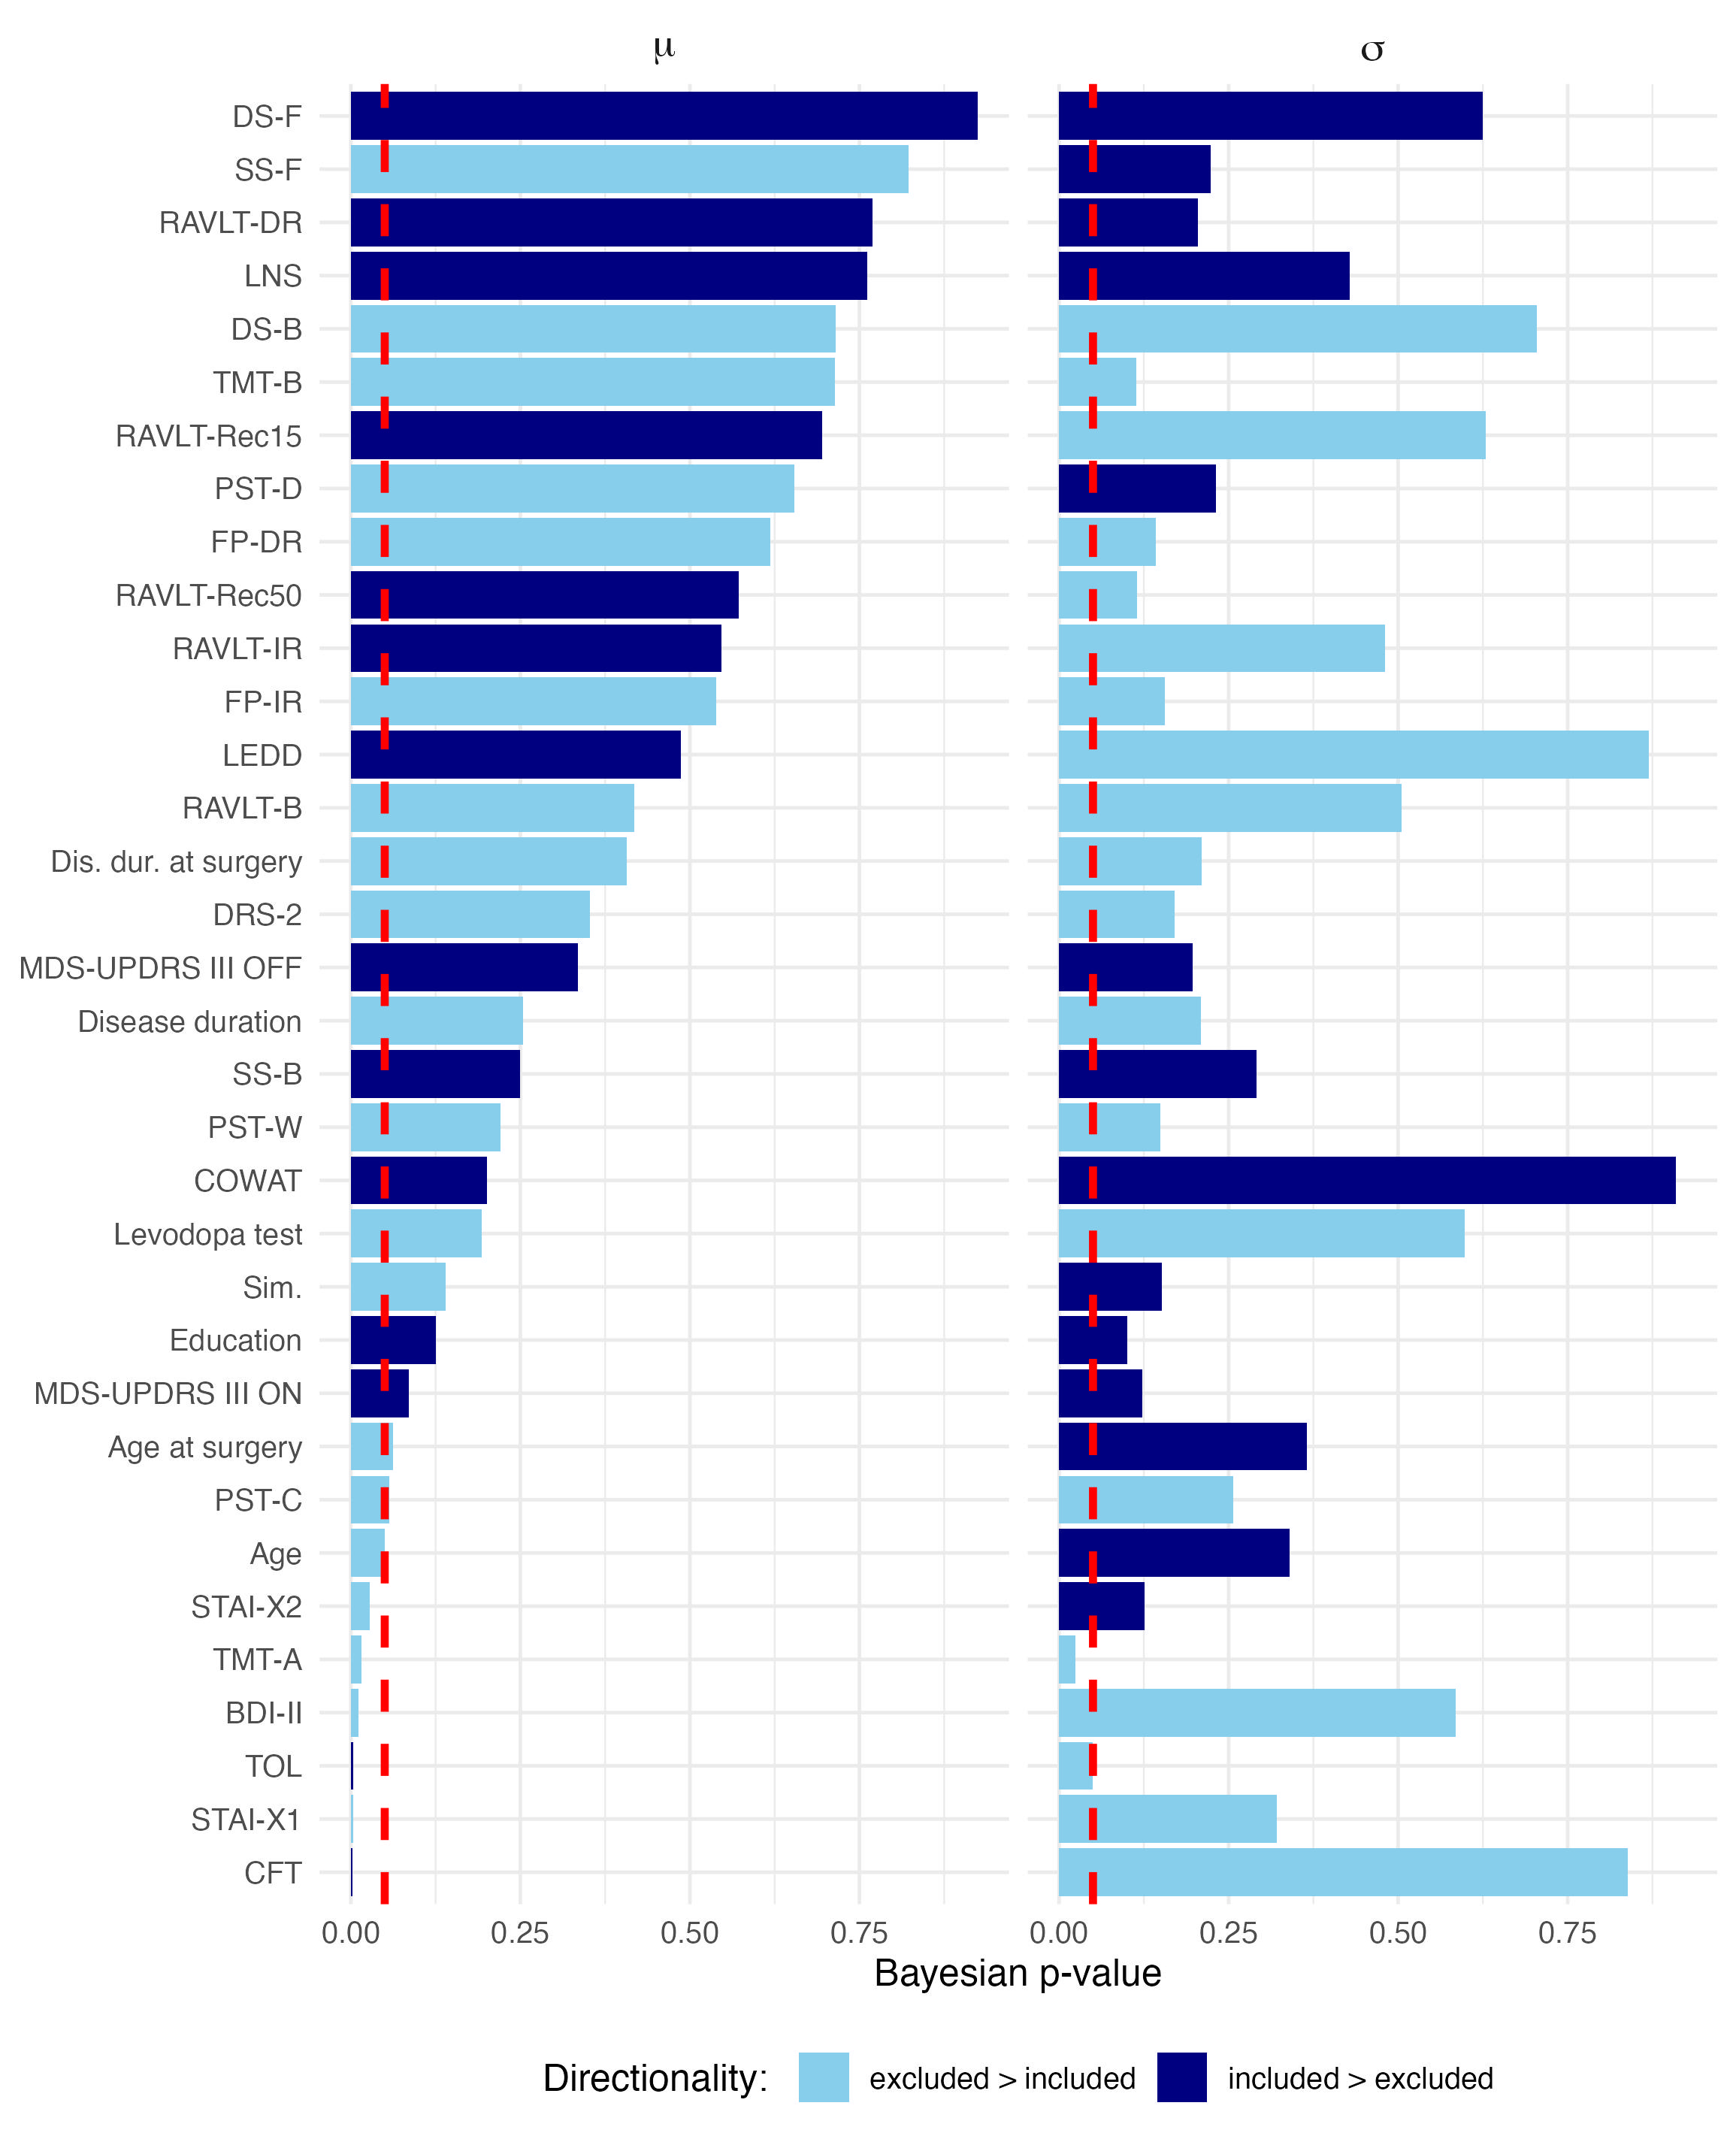 μ σ
DS-F
SS-F
RAVLT-DR
LNS
DS-B
TMT-B
RAVLT-Rec15
PST-D
FP-DR
RAVLT-Rec50
RAVLT-IR
FP-IR
LEDD
RAVLT-B
Dis. dur. at surgery
DRS-2
MDS-UPDRS III OFF
Disease duration
SS-B
PST-W
COWAT
Levodopa test
Sim.
Education
MDS-UPDRS III ON
Age at surgery
PST-C
Age
STAI-X2
TMT-A
BDI-II
TOL
STAI-X1
CFT
0.00 0.25 0.50 0.75 0.00 0.25 0.50 0.75
Bayesian p-value
Directionality: excluded > included included > excluded